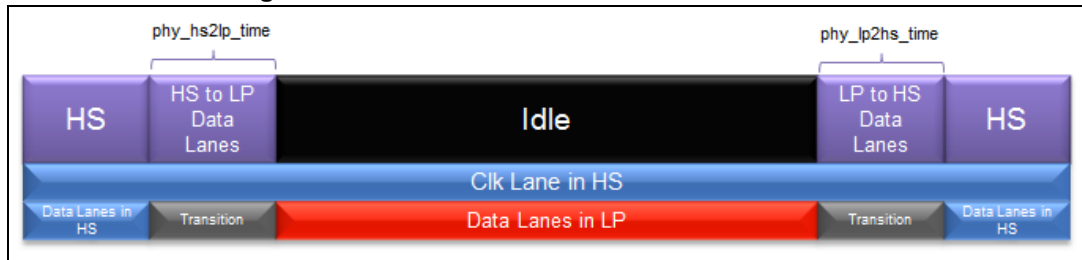 phy_hs2lp_time
phy_lp2hs_time
HS
HS to LP
Data
Lanes
Idle
LP to HS
Data
Lanes
HS
Clk Lane in HS
Data Lanes in
HS
Transition
Data Lanes in LP
Transition
Data Lanes in
HS